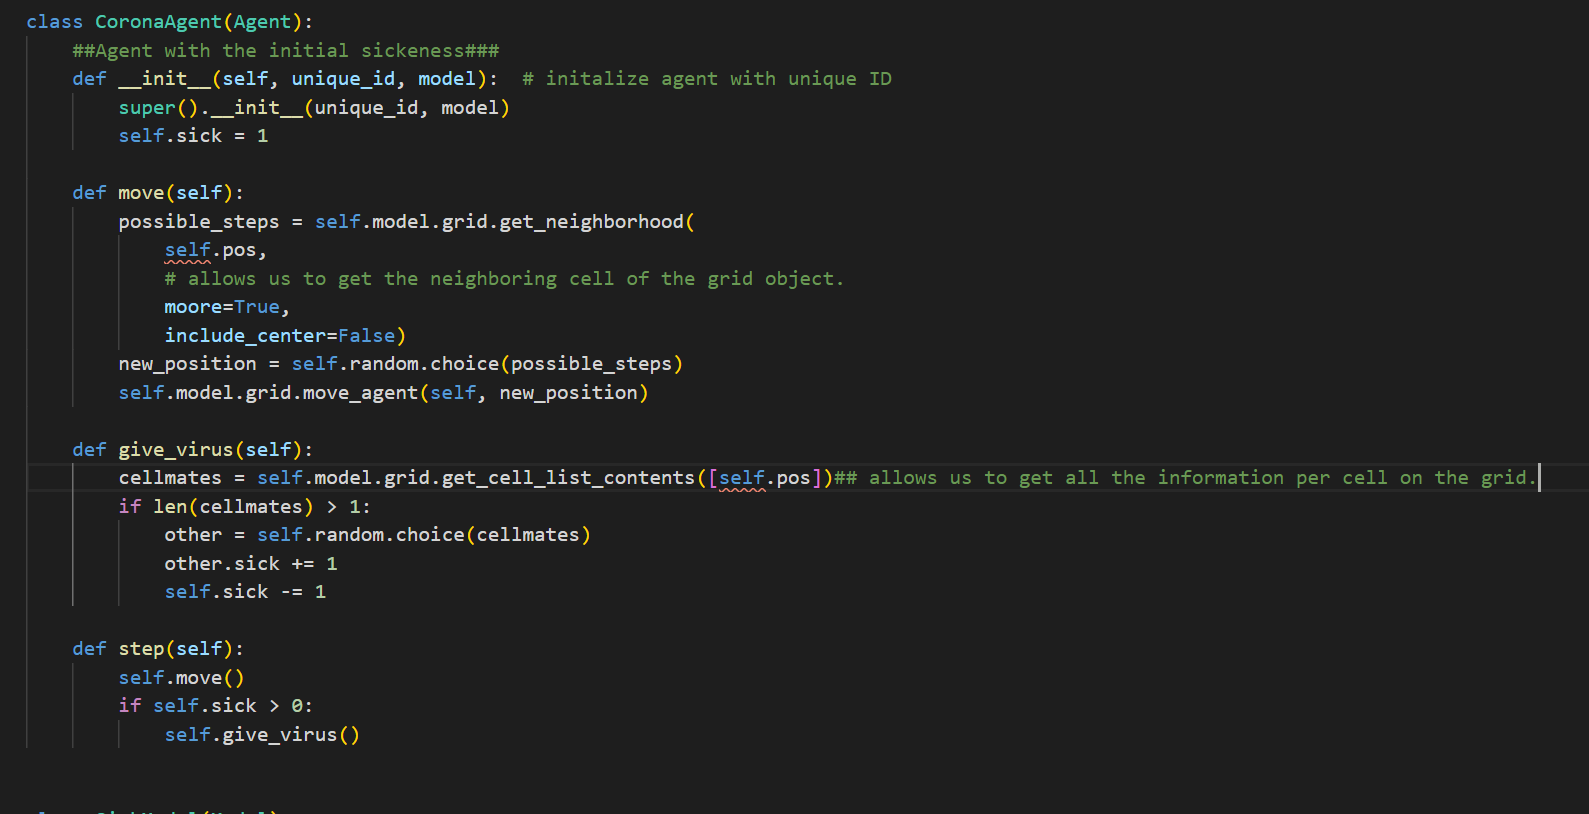 class CoronaAgent(Agent):
##Agent with the initial sickeness###
def __init__(self, unique_id, model):  # initalize agent with unique ID
super().__init__(unique_id, model)
self.sick = 1
def move(self):
possible_steps = self.model.grid.get_neighborhood(
self.pos,
# allows us to get the neighboring cell of the grid object.
moore=True,
include_center=False)
new_position = self.random.choice(possible_steps)
self.model.grid.move_agent(self, new_position)
def give_virus(self):
cellmates = self.model.grid.get_cell_list_contents([self.pos])## allows us to get all the information per cell on the grid.
if len(cellmates) > 1:
other = self.random.choice(cellmates)
other.sick += 1
self.sick -= 1
def step(self):
self.move()
if self.sick > 0:
self.give_virus()